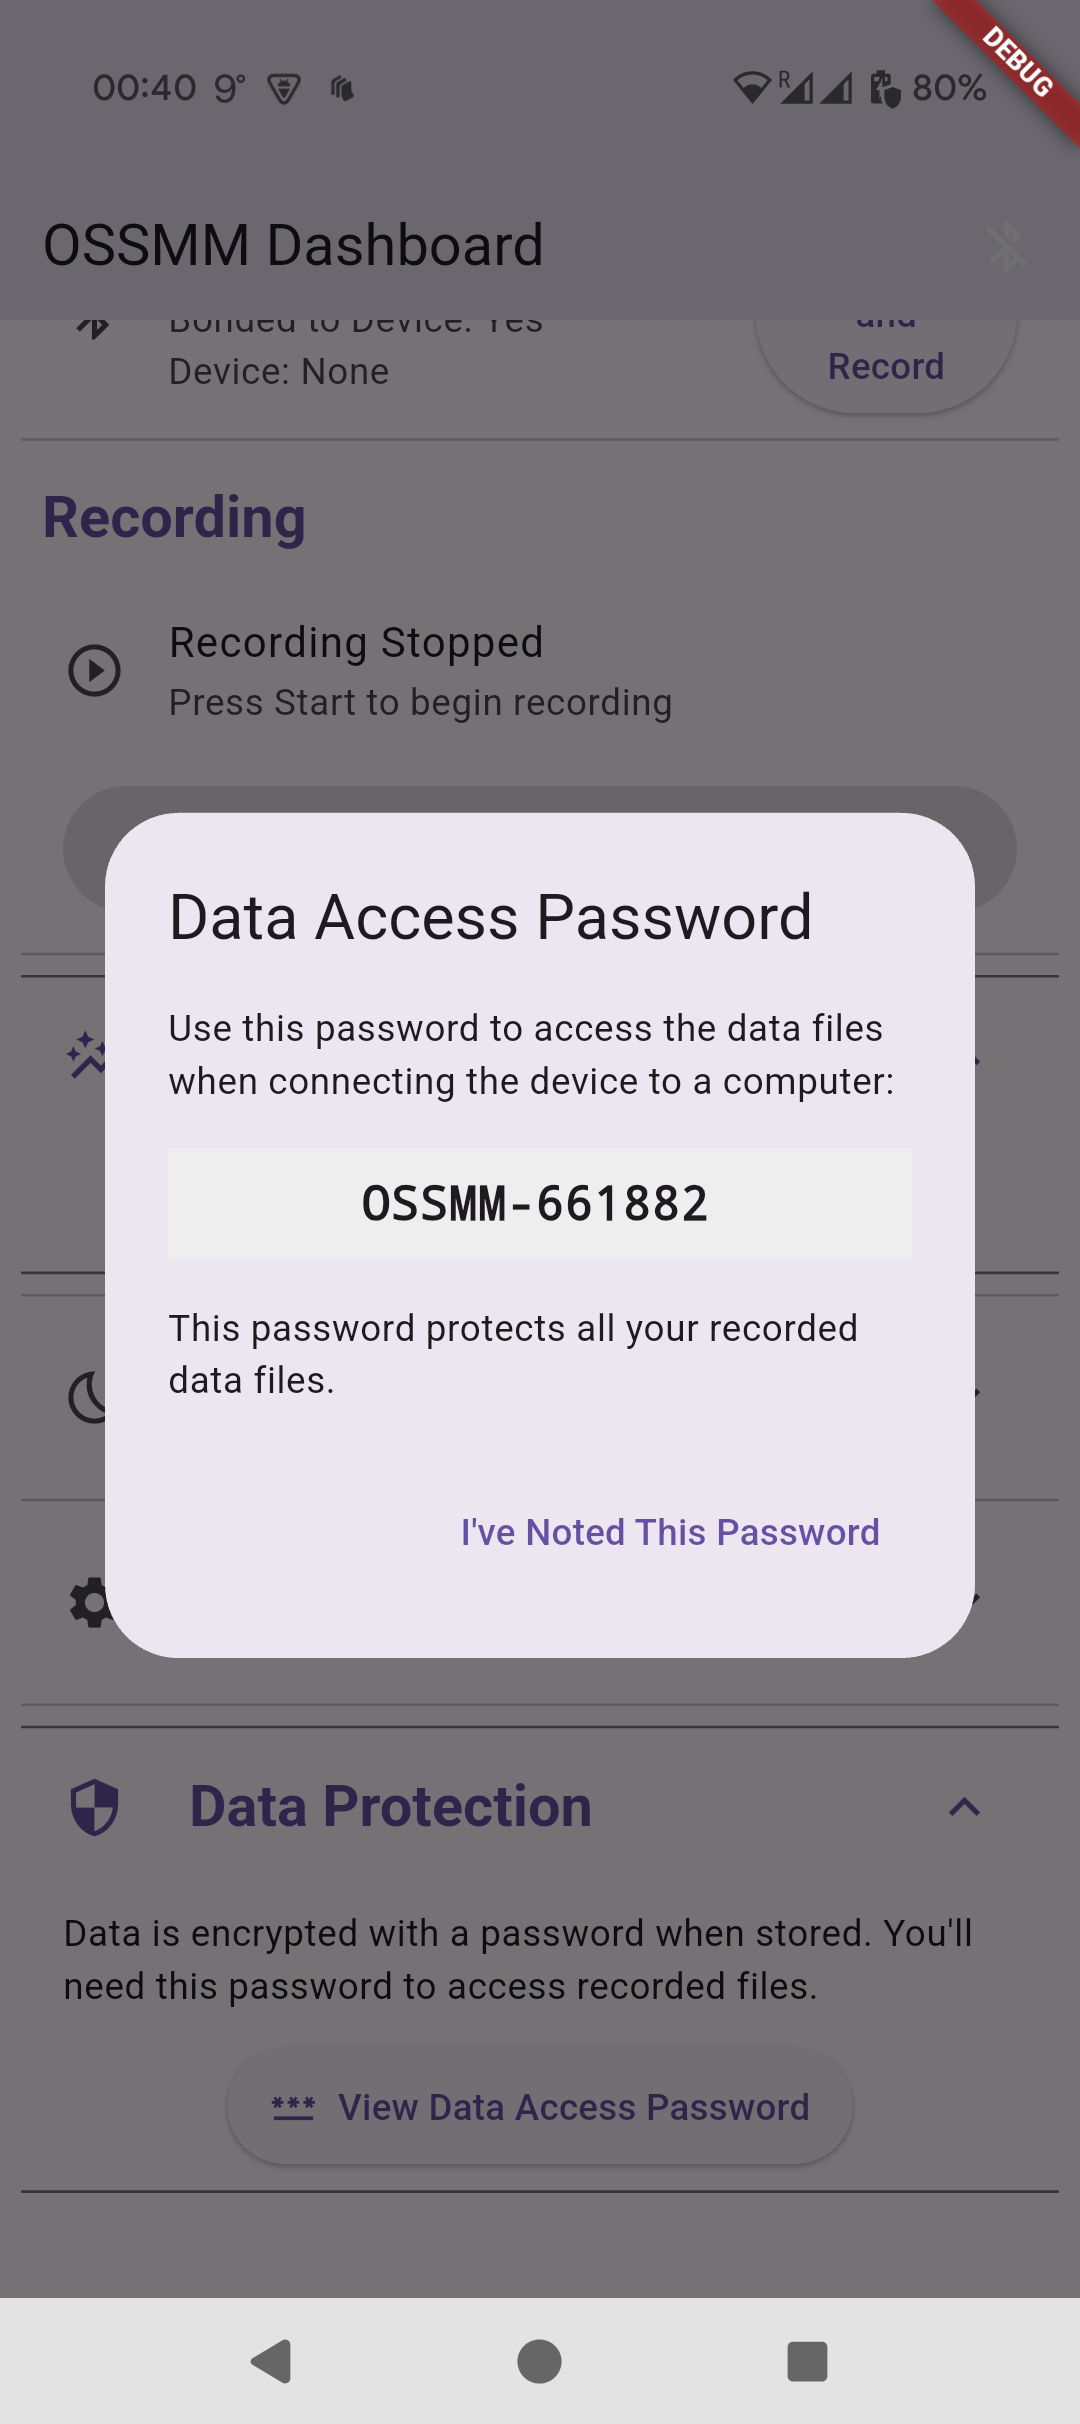 00:40 9° R 80%
DEBUG
OSSMM Dashboard
Bonded to Device: Yes
Device: None
and
Record
Recording
Recording Stopped
Press Start to begin recording
Data Access Password
Use this password to access the data files
when connecting the device to a computer:
OSSMM-661882
This password protects all your recorded
data files.
I've Noted This Password
Data Protection
Data is encrypted with a password when stored. You'll
need this password to access recorded files.
View Data Access Password